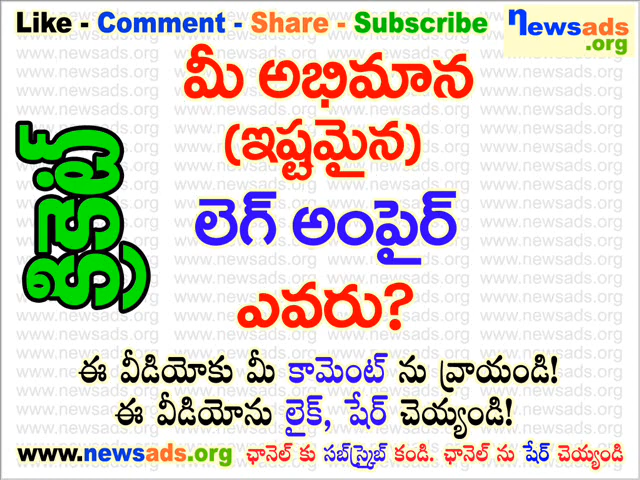 Like - Comment - Share - Subscribe
newsads
.org
మీ అభిమాన
(ఇష్టమైన)
క్రికెట్
లెగ్ అంపైర్
ఎవరు?
ఈ వీడియోకు మీ కామెంట్ ను వ్రాయండి!
ఈ వీడియోను లైక్, షేర్ చెయ్యండి!
www.newsads.org ఛానెల్ కు సబ్‌స్క్రైబ్ కండి. ఛానెల్ ను షేర్ చెయ్యండి